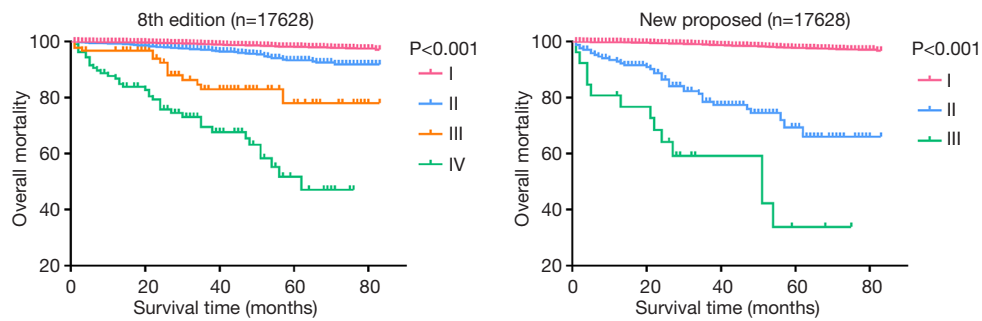 8th edition (n=17628)
Overall mortality
100
80
60
40
20
0
20
40
60
80
Survival time (months)
P<0.001
I
II
III
IV
New proposed (n=17628)
Overall mortality
100
80
60
40
20
0
20
40
60
80
Survival time (months)
P<0.001
I
II
III